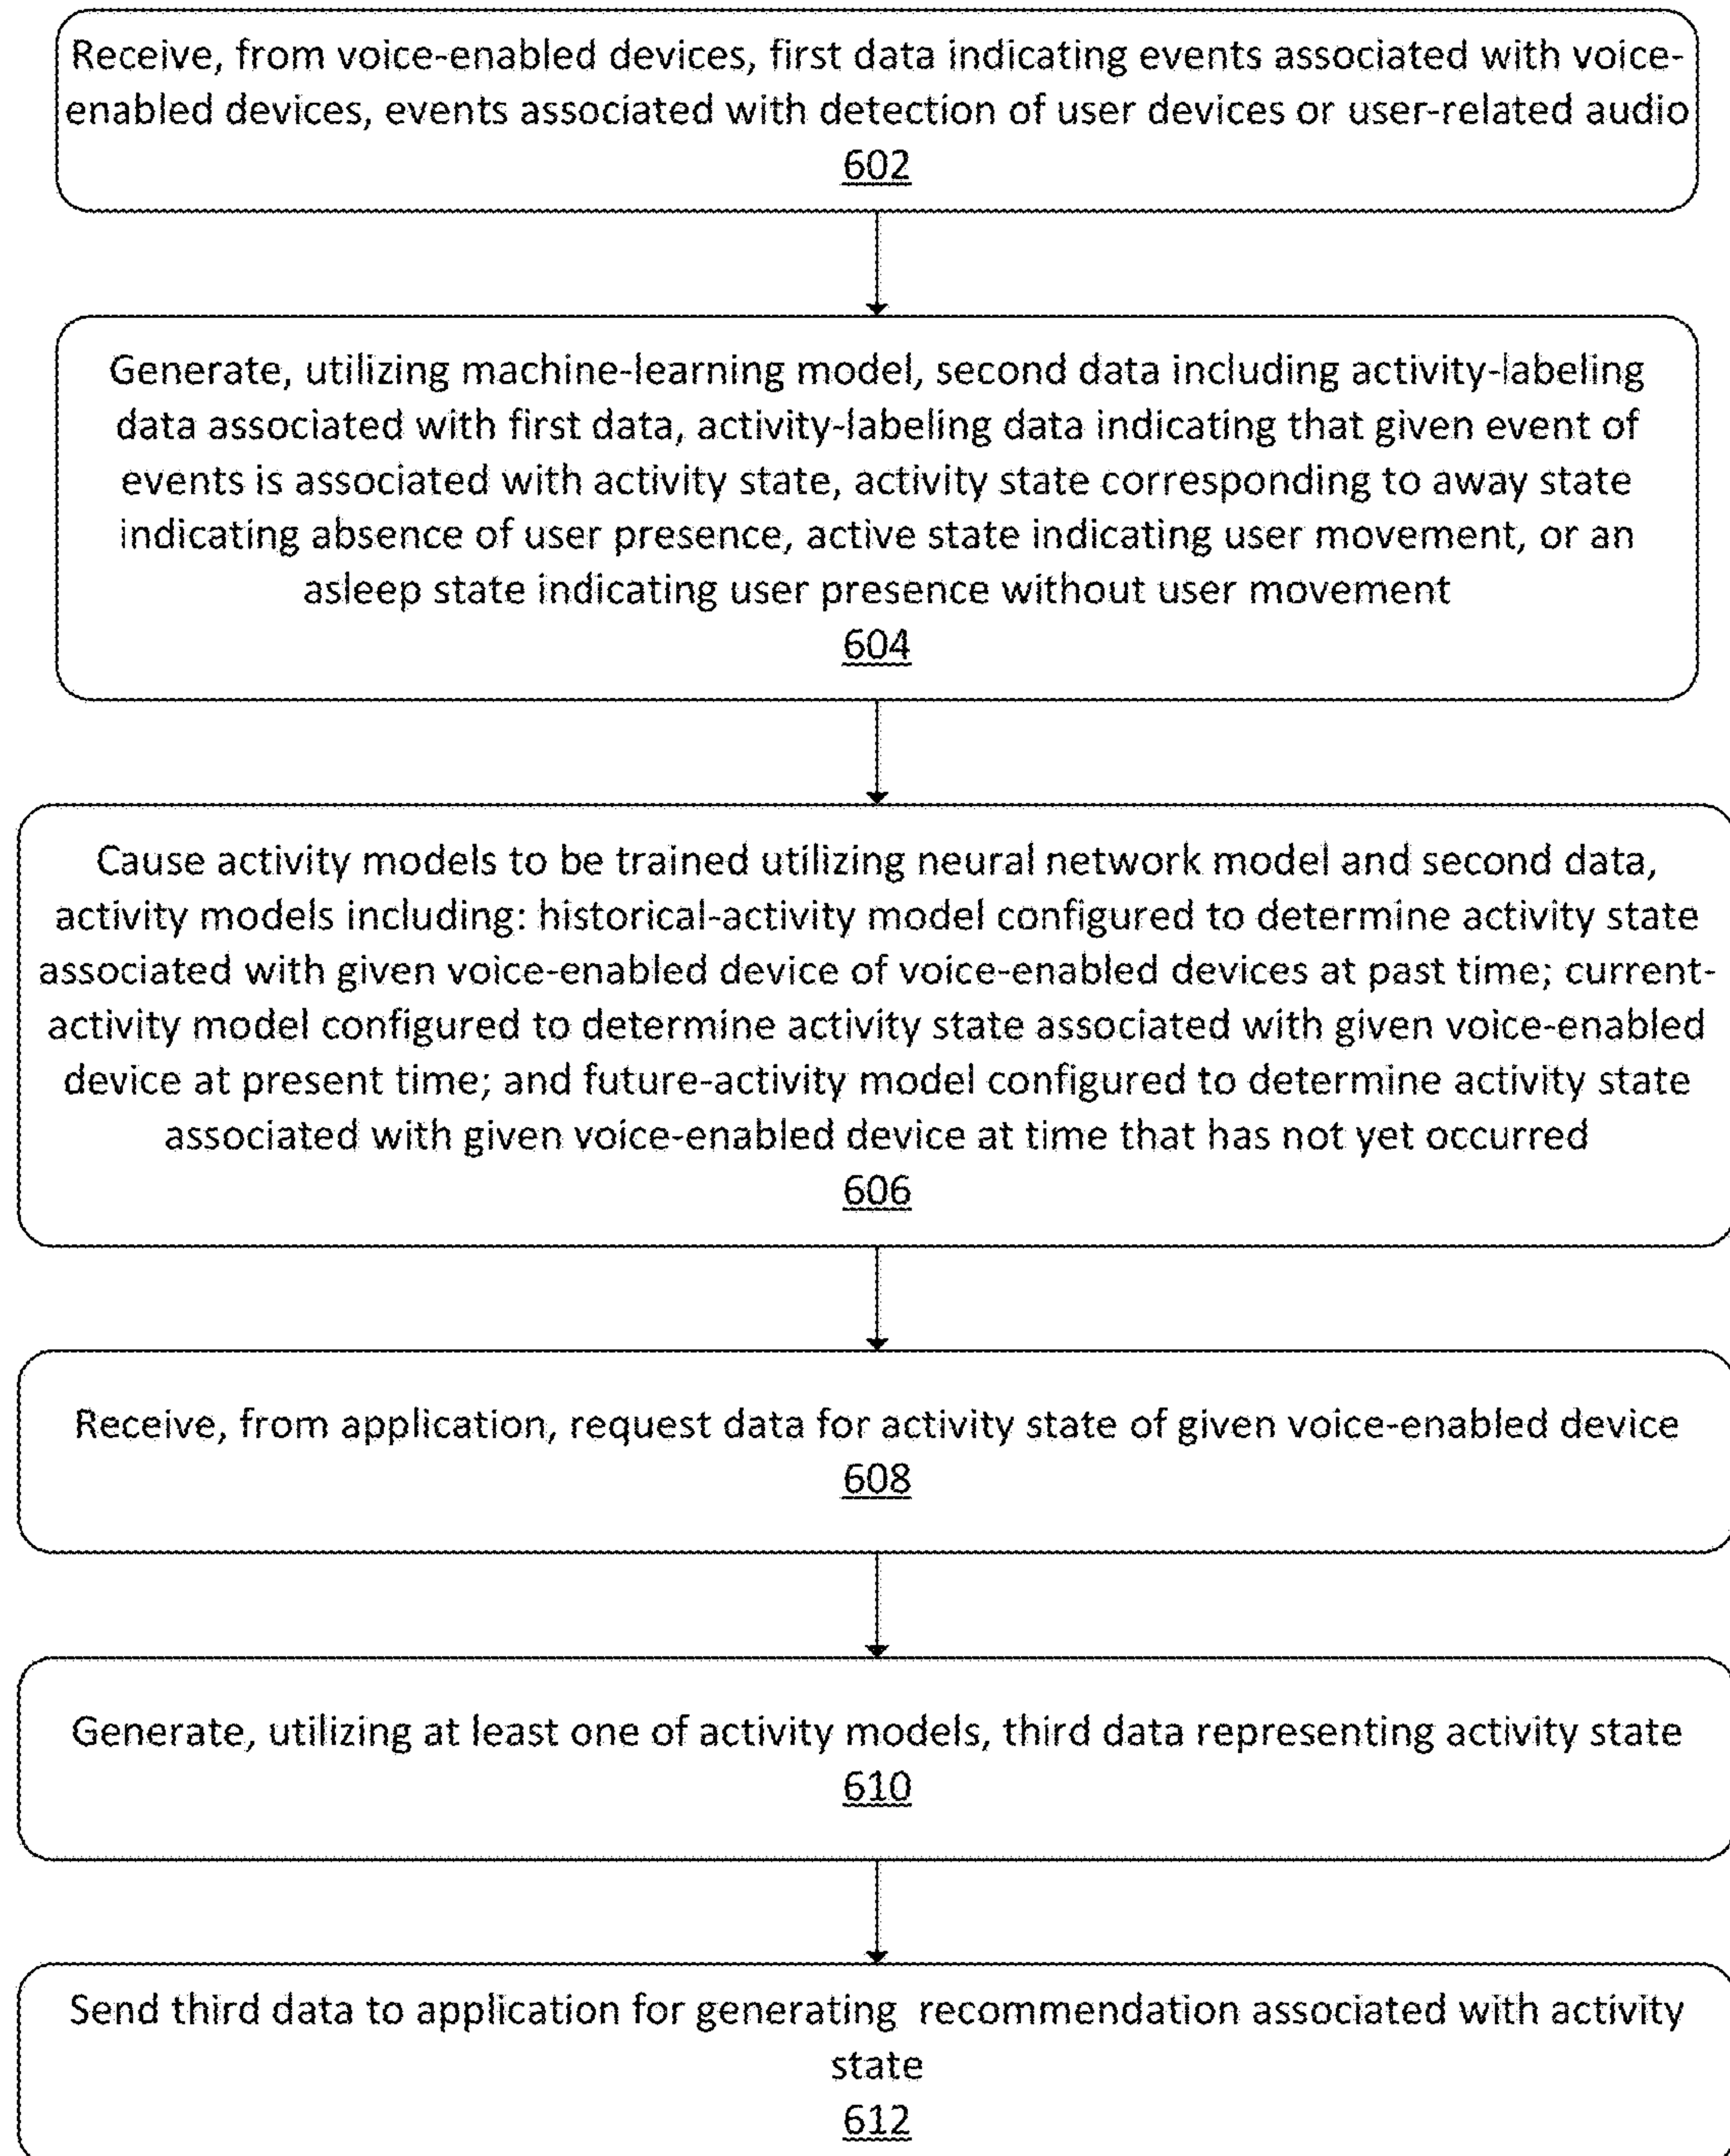 Receive, from voice-enabled devices, first data indicating events associated with voice-
enabled devices, events associated with detection of user devices or user-related audio
602
Generate, utilizing machine-learning model, second data including activity-labeling
data associated with first data, activity-labeling data indicating that given event of
events is associated with activity state, activity state corresponding to away state
indicating absence of user presence, active state indicating user movement, or an
asleep state indicating user presence without user movement
604
Cause activity models to be trained utilizing neural network model and second data,
activity models including: historical-activity model configured to determine activity state
associated with given voice-enabled device of voice-enabled devices at past time; current-
activity model configured to determine activity state associated with given voice-enabled
device at present time; and future-activity model configured to determine activity state
associated with given voice-enabled device at time that has not yet occurred
606
Receive, from application, request data for activity state of given voice-enabled device
608
Generate, utilizing at least one of activity models, third data representing activity state
610
Send third data to application for generating recommendation associated with activity
state
612